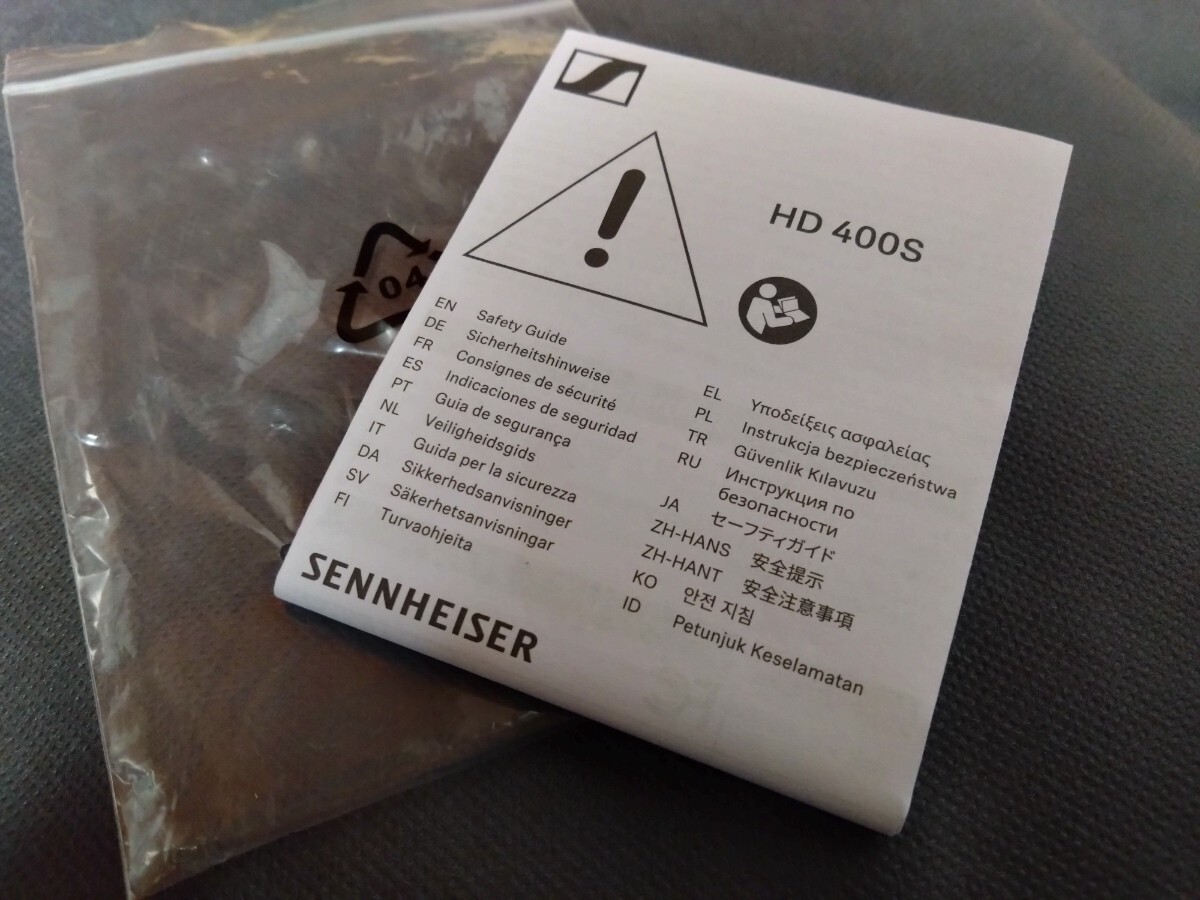 04
HD 400S
EN Safety Guide
DE Sicherheitshinweise
FR Consignes de sécurité
ES Indicaciones de seguridad
PT Guia de segurança
NL Veiligheidsgids
IT Guida per la sicurezza
DA Sikkerhedsanvisninger
SV Säkerhetsanvisningar
FI Turvaohjeita
EL Υποδείξεις ασφαλείας
PL Instrukcja bezpieczeństwa
TR Güvenlik Kılavuzu
RU Инструкция по
безопасности
JA セーフティガイド
ZH-HANS 安全提示
ZH-HANT 安全注意事項
KO 안전 지침
ID Petunjuk Keselamatan
SENNHEISER